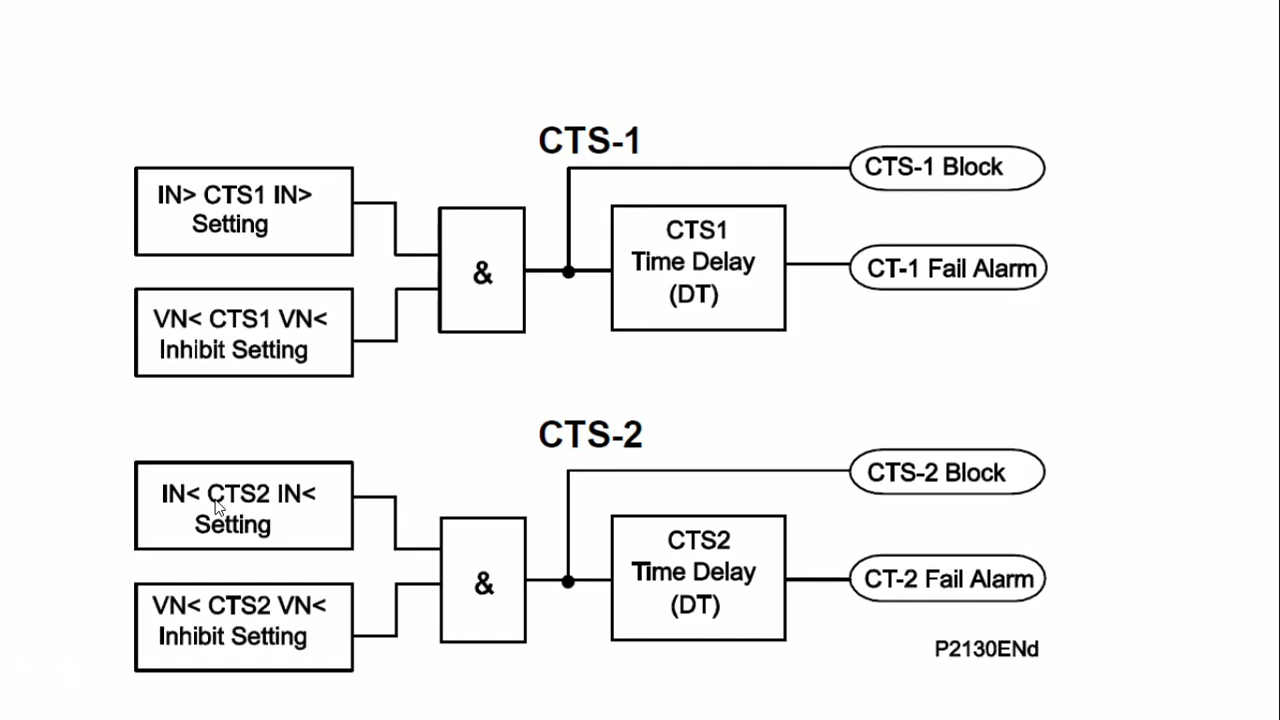 CTS-1
IN> CTS1 IN>
Setting
VN< CTS1 VN<
Inhibit Setting
&
CTS1
Time Delay
(DT)
CTS-1 Block
CT-1 Fail Alarm
CTS-2
IN< CTS2 IN<
Setting
VN< CTS2 VN<
Inhibit Setting
&
CTS2
Time Delay
(DT)
CTS-2 Block
CT-2 Fail Alarm
P2130ENd